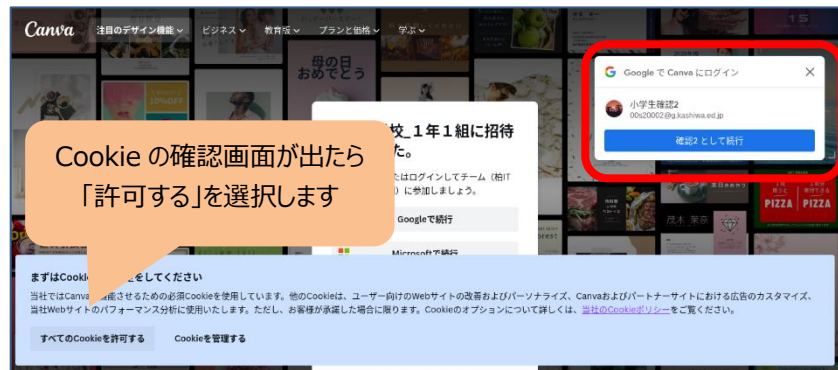 Canva 注目のデザイン機能 ビジネス 教育版 プランと価格 学ぶ
母の日
おめでとう
Google で Canva にログイン
小学生確認2
00s20002@g.kashiwa.ed.jp
確認2 として続行
Cookie の確認画面が出たら
「許可する」を選択します
校_1年1組に招待
た。
たはログインしてチーム（柏IT
）に参加しましょう。
Googleで続行
Microsoftで続行
茂木 菜奈
PIZZA
PIZZA
まずはCookie をしてください
当社ではCanva 能させるための必須Cookieを使用しています。他のCookieは、ユーザー向けのWebサイトの改善およびパーソナライズ、Canvaおよびパートナーサイトにおける広告のカスタマイズ、
当社Webサイトのパフォーマンス分析に使用いたします。ただし、お客様が承諾した場合に限ります。Cookieのオプションについて詳しくは、当社のCookieポリシーをご覧ください。
すべてのCookieを許可する Cookieを管理する